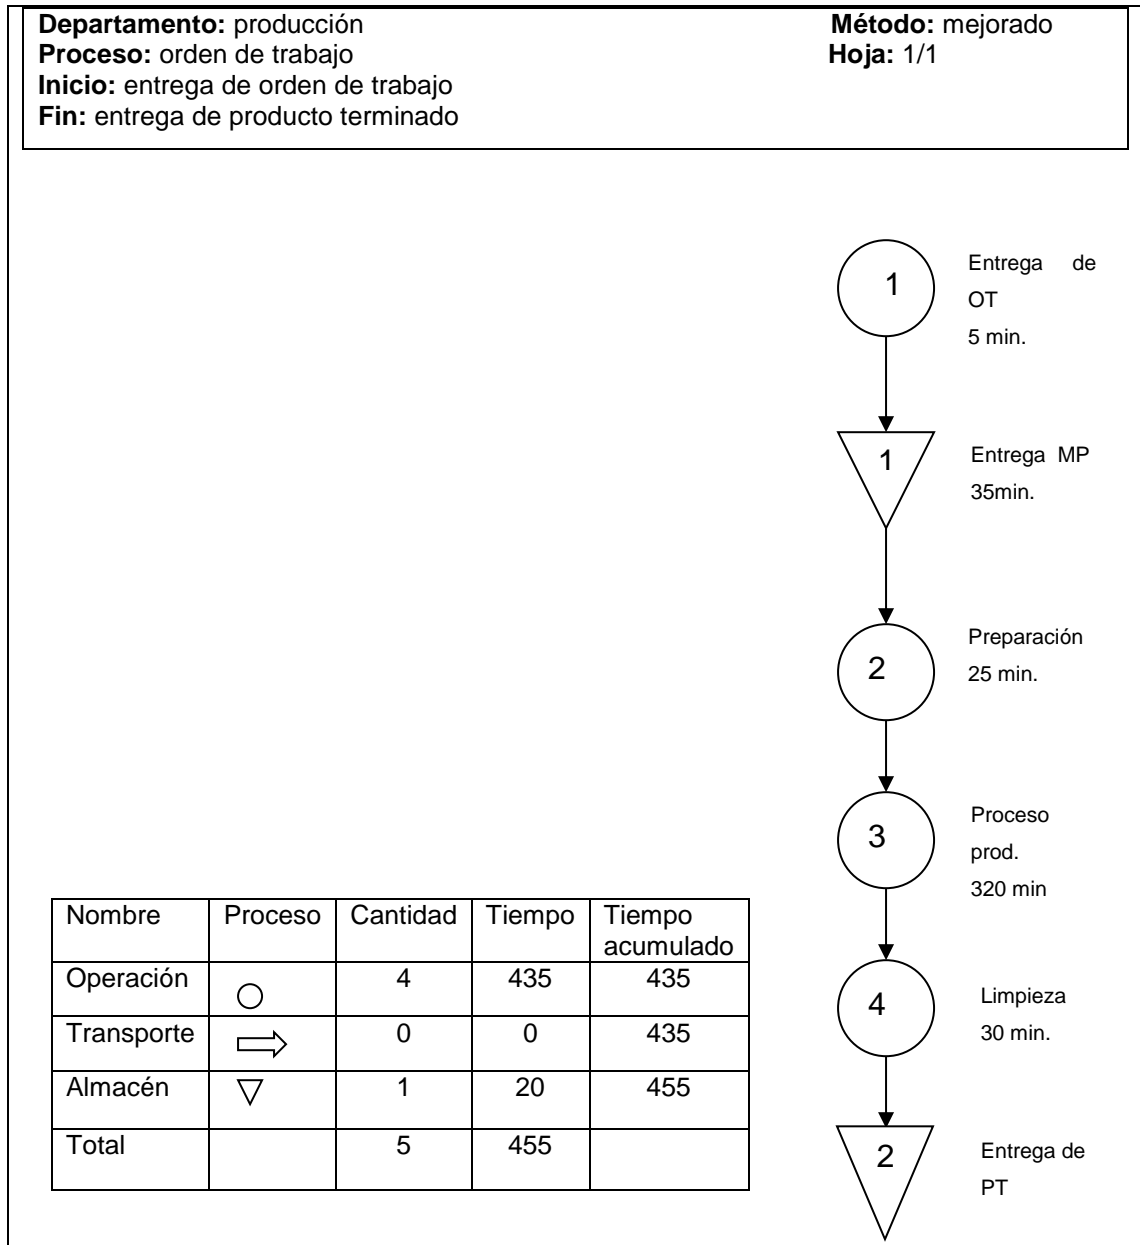 Departamento: producción Método: mejorado
Proceso: orden de trabajo Hoja: 1/1
Inicio: entrega de orden de trabajo
Fin: entrega de producto terminado
1
Entrega de
OT
5 min.
1
Entrega MP
35min.
2
Preparación
25 min.
3
Proceso
prod.
320 min
4
Limpieza
30 min.
2
Entrega de
PT
Nombre Proceso Cantidad Tiempo Tiempo
acumulado
Operación 4 435 435
Transporte 0 0 435
Almacén 1 20 455
Total 5 455